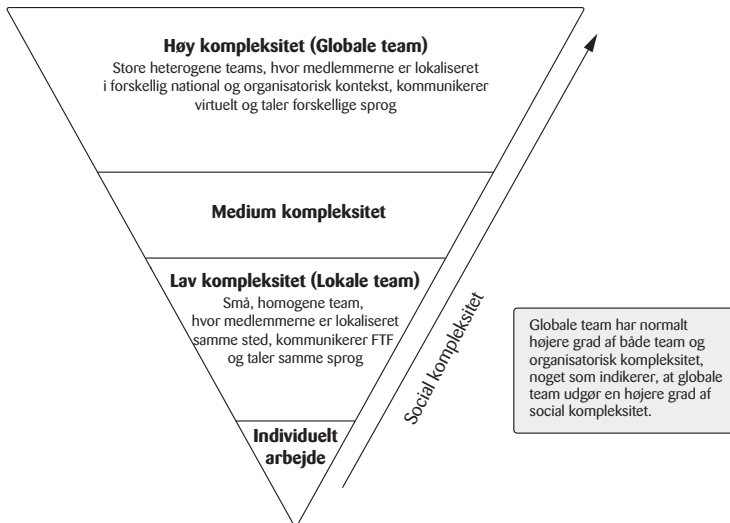 Høy kompleksitet (Globale team)
Store heterogene teams, hvor medlemmerne er lokaliseret
i forskellig national og organisatorisk kontekst, kommunikerer
virtuelt og taler forskellige sprog
Medium kompleksitet
Lav kompleksitet (Lokale team)
Små, homogene team,
hvor medlemmerne er lokaliseret
samme sted, kommunikerer FTF
og taler samme sprog
Individuelt
arbejde
Social kompleksitet
Globale team har normalt
højere grad af både team og
organisatorisk kompleksitet,
noget som indikerer, at globale
team udgør en højere grad af
social kompleksitet.